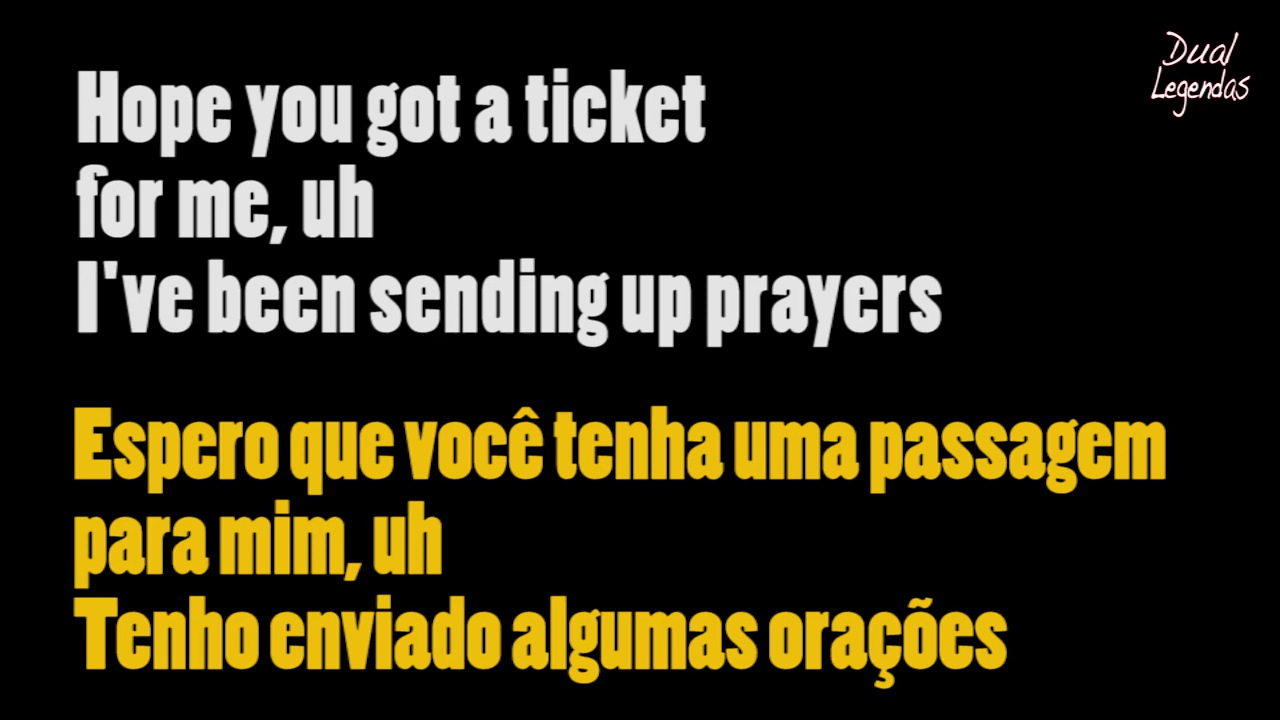 Dual
Legendas
Hope you got a ticket
for me, uh
I've been sending up prayers
Espero que você tenha uma passagem
para mim, uh
Tenho enviado algumas orações